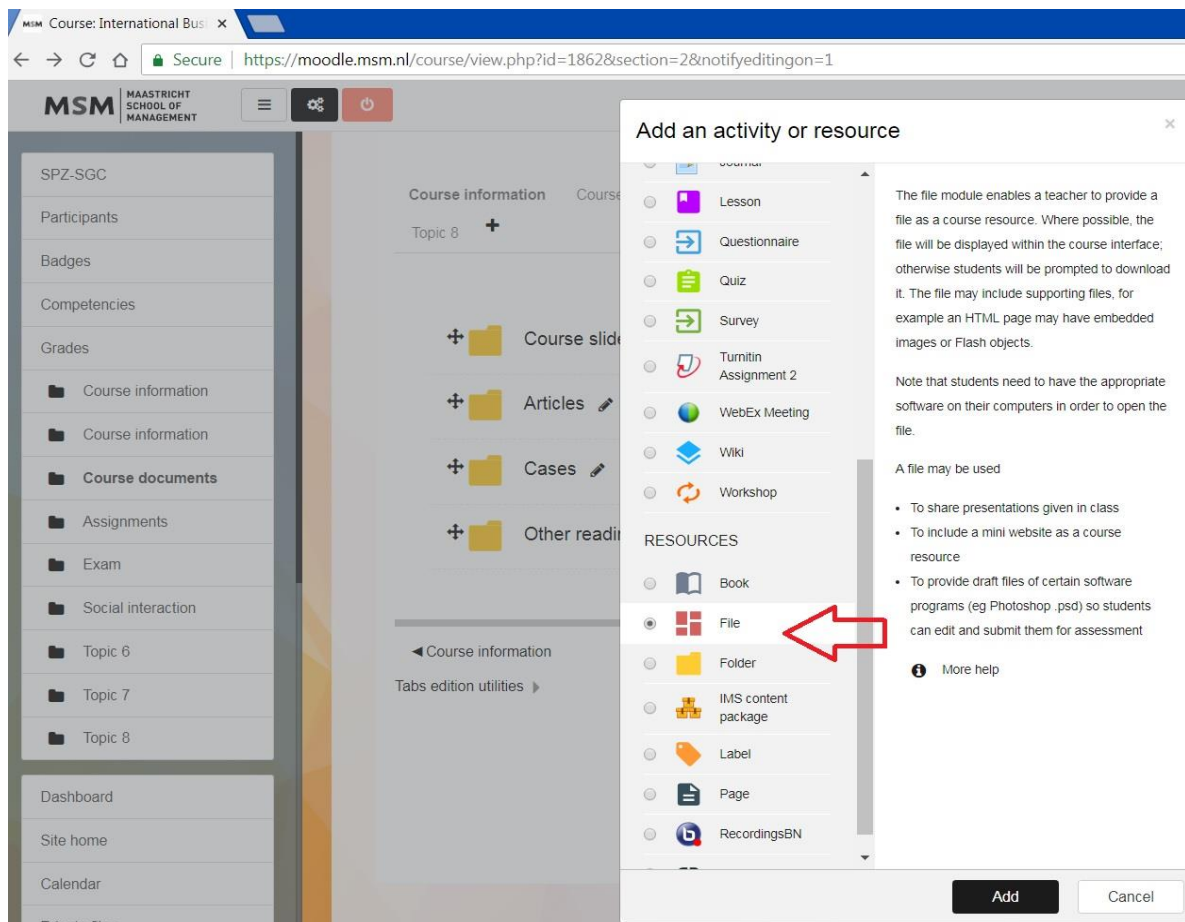 MSM Course: International Busi
Secure https://moodle.msm.nl/course/view.php?id=1862&section=2&notifyeditingon=1
MSM MAASTRICHT
SCHOOL OF
MANAGEMENT
SPZ-SGC
Participants
Badges
Competencies
Grades
Course information
Course information
Course documents
Assignments
Exam
Social interaction
Topic 6
Topic 7
Topic 8
Dashboard
Site home
Calendar
Course information Course
Topic 8
Course slide
Articles
Cases
Other readin
◄ Course information
Tabs edition utilities
Add an activity or resource
Journal
Lesson
Questionnaire
Quiz
Survey
Turnitin
Assignment 2
WebEx Meeting
Wiki
Workshop
RESOURCES
Book
File
Folder
IMS content
package
Label
Page
RecordingsBN
The file module enables a teacher to provide a
file as a course resource. Where possible, the
file will be displayed within the course interface;
otherwise students will be prompted to download
it. The file may include supporting files, for
example an HTML page may have embedded
images or Flash objects.
Note that students need to have the appropriate
software on their computers in order to open the
file.
A file may be used
• To share presentations given in class
• To include a mini website as a course
resource
• To provide draft files of certain software
programs (eg Photoshop .psd) so students
can edit and submit them for assessment
More help
Add Cancel